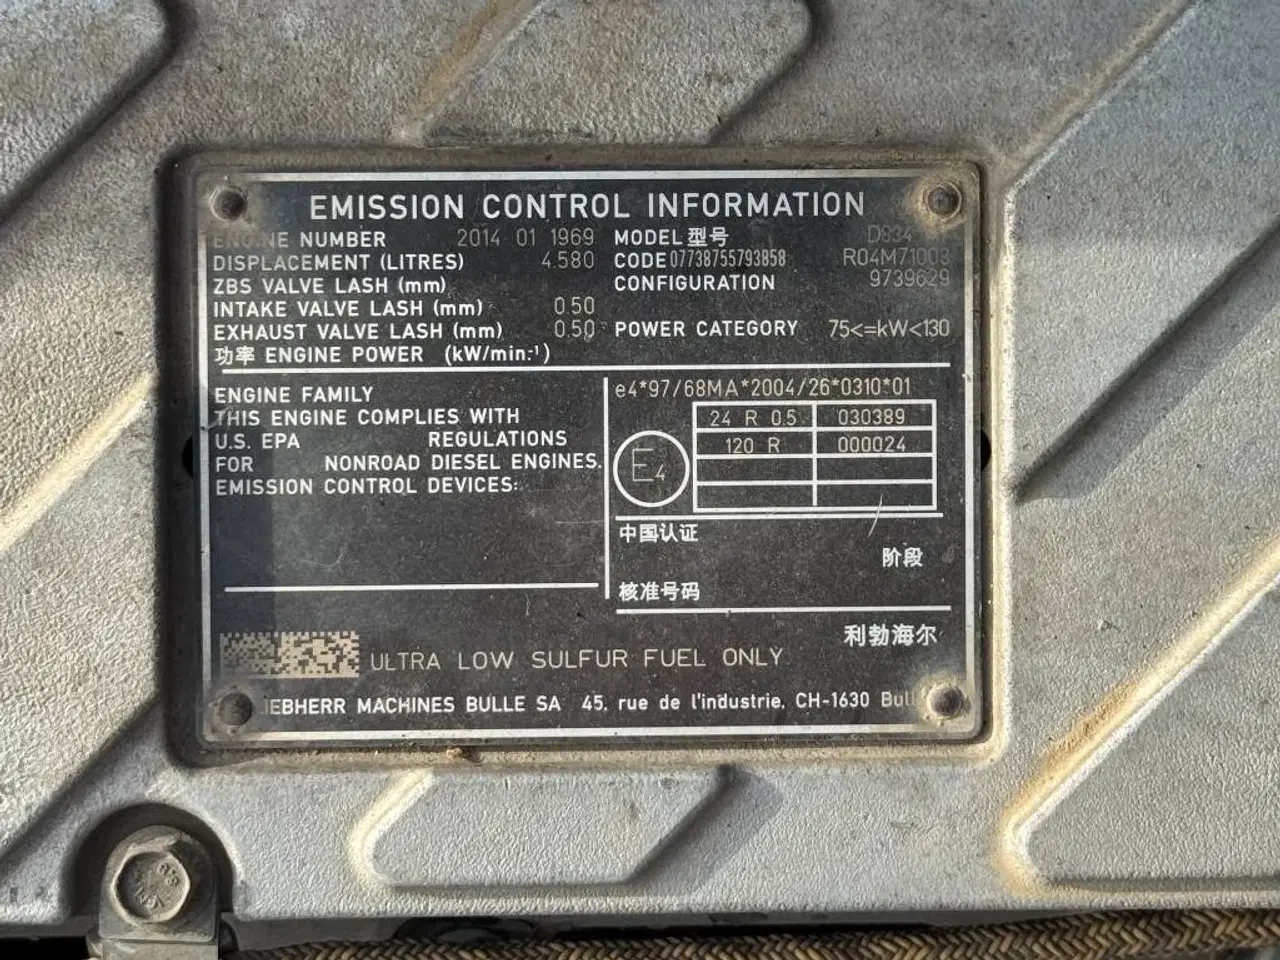 EMISSION CONTROL INFORMATION
ENGINE NUMBER 2014 01 1969 MODEL 型号 D934
DISPLACEMENT (LITRES) 4.580 CODE 07738755793858 R04M71003
ZBS VALVE LASH (mm) CONFIGURATION 9739629
INTAKE VALVE LASH (mm) 0.50
EXHAUST VALVE LASH (mm) 0.50 POWER CATEGORY 75<=kW<130
功率 ENGINE POWER (kW/min.⁻¹)
ENGINE FAMILY
THIS ENGINE COMPLIES WITH
U.S. EPA REGULATIONS
FOR NONROAD DIESEL ENGINES.
EMISSION CONTROL DEVICES:
e4*97/68MA*2004/26*0310*01
24 R 0.5 030389
120 R 000024
E4
中国认证
阶段
核准号码
利勃海尔
ULTRA LOW SULFUR FUEL ONLY
IEBHERR MACHINES BULLE SA 45, rue de l'industrie, CH-1630 Bul